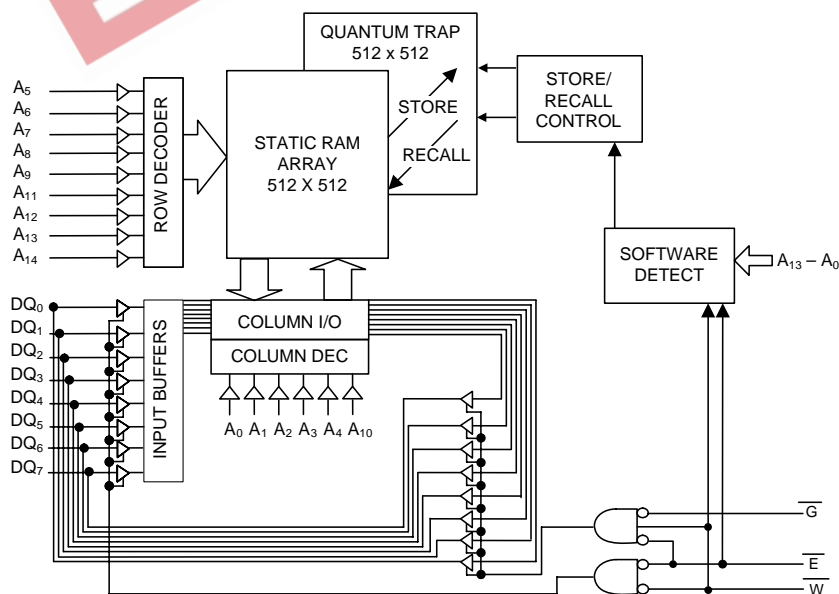 QUANTUM TRAP
512 x 512
STORE/
RECALL
CONTROL
A5
A6
A7
A8
A9
A11
A12
A13
A14
ROW DECODER
STORE
RECALL
STATIC RAM
ARRAY
512 X 512
SOFTWARE
DETECT
A13 – A0
DQ0
DQ1
DQ2
DQ3
DQ4
DQ5
DQ6
DQ7
INPUT BUFFERS
COLUMN I/O
COLUMN DEC
A0 A1 A2 A3 A4 A10
G
E
W